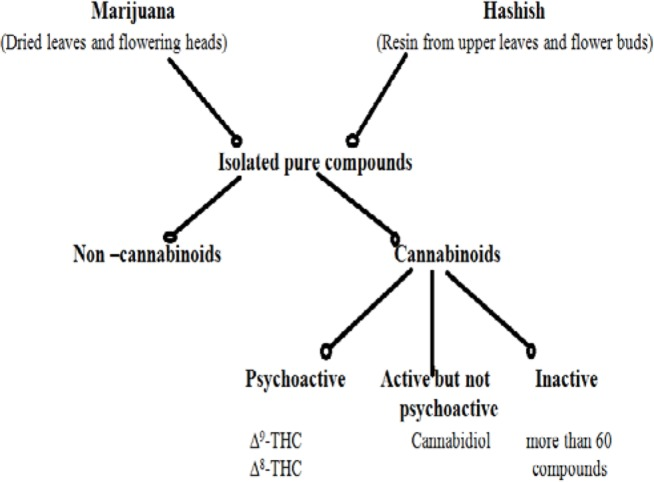 Marijuana
(Dried leaves and flowering heads)
Hashish
(Resin from upper leaves and flower buds)
Isolated pure compounds
Non –cannabinoids
Cannabinoids
Psychoactive
Δ⁹-THC
Δ⁸-THC
Active but not
psychoactive
Cannabidiol
Inactive
more than 60
compounds